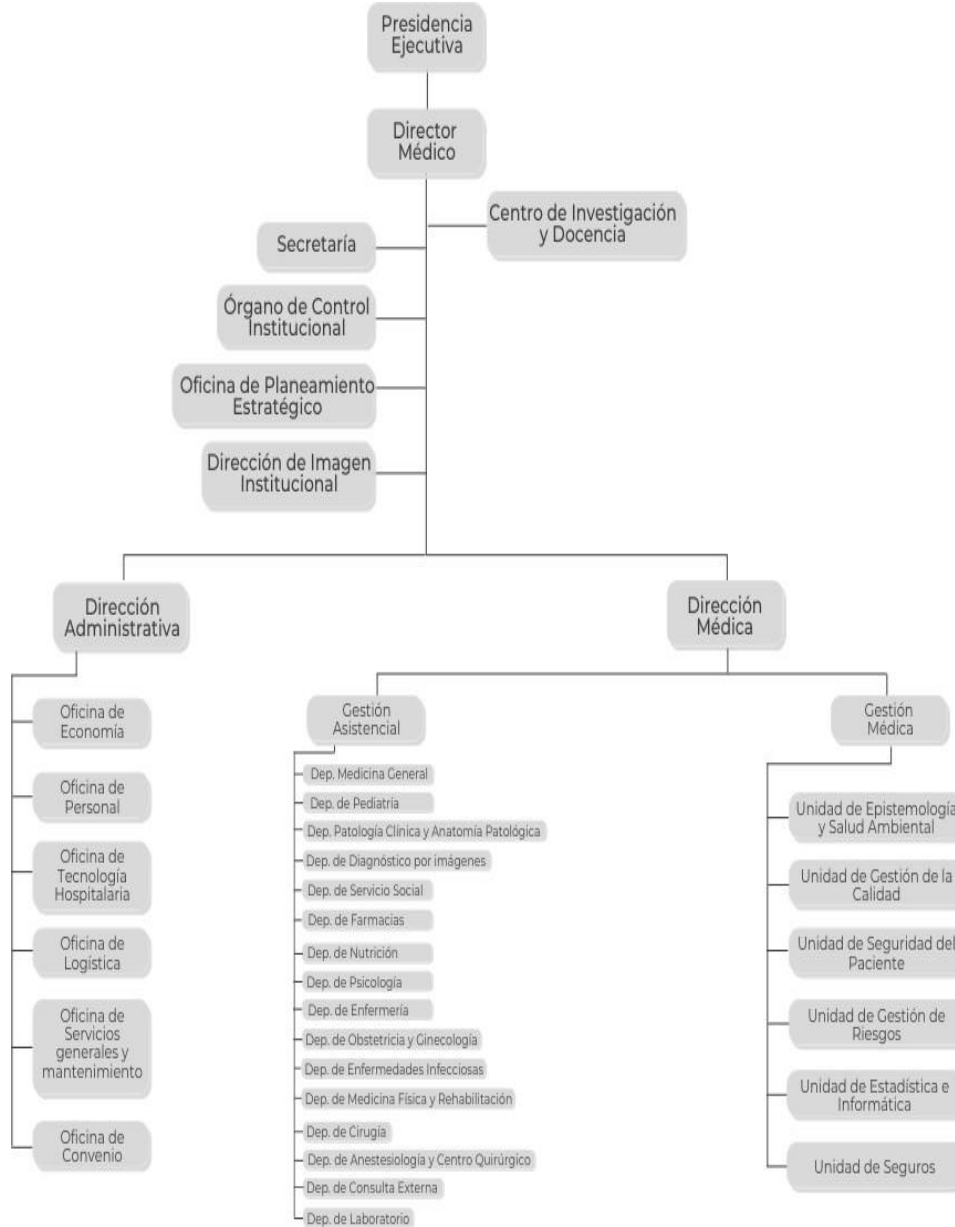 Presidencia
Ejecutiva
Director
Médico
Centro de Investigación
y Docencia
Secretaría
Órgano de Control
Institucional
Oficina de Planeamiento
Estratégico
Dirección de Imagen
Institucional
Dirección
Administrativa
Oficina de
Economía
Oficina de
Personal
Oficina de
Tecnología
Hospitalaria
Oficina de
Logística
Oficina de
Servicios
generales y
mantenimiento
Oficina de
Convenio
Dirección
Médica
Gestión
Asistencial
Dep. Medicina General
Dep. de Pediatría
Dep. Patología Clínica y Anatomía Patológica
Dep. de Diagnóstico por imágenes
Dep. de Servicio Social
Dep. de Farmacias
Dep. de Nutrición
Dep. de Psicología
Dep. de Enfermería
Dep. de Obstetricia y Ginecología
Dep. de Enfermedades Infecciosas
Dep. de Medicina Física y Rehabilitación
Dep. de Cirugía
Dep. de Anestesiología y Centro Quirúrgico
Dep. de Consulta Externa
Dep. de Laboratorio
Gestión
Médica
Unidad de Epistemología
y Salud Ambiental
Unidad de Gestión de la
Calidad
Unidad de Seguridad del
Paciente
Unidad de Gestión de
Riesgos
Unidad de Estadística e
Informática
Unidad de Seguros